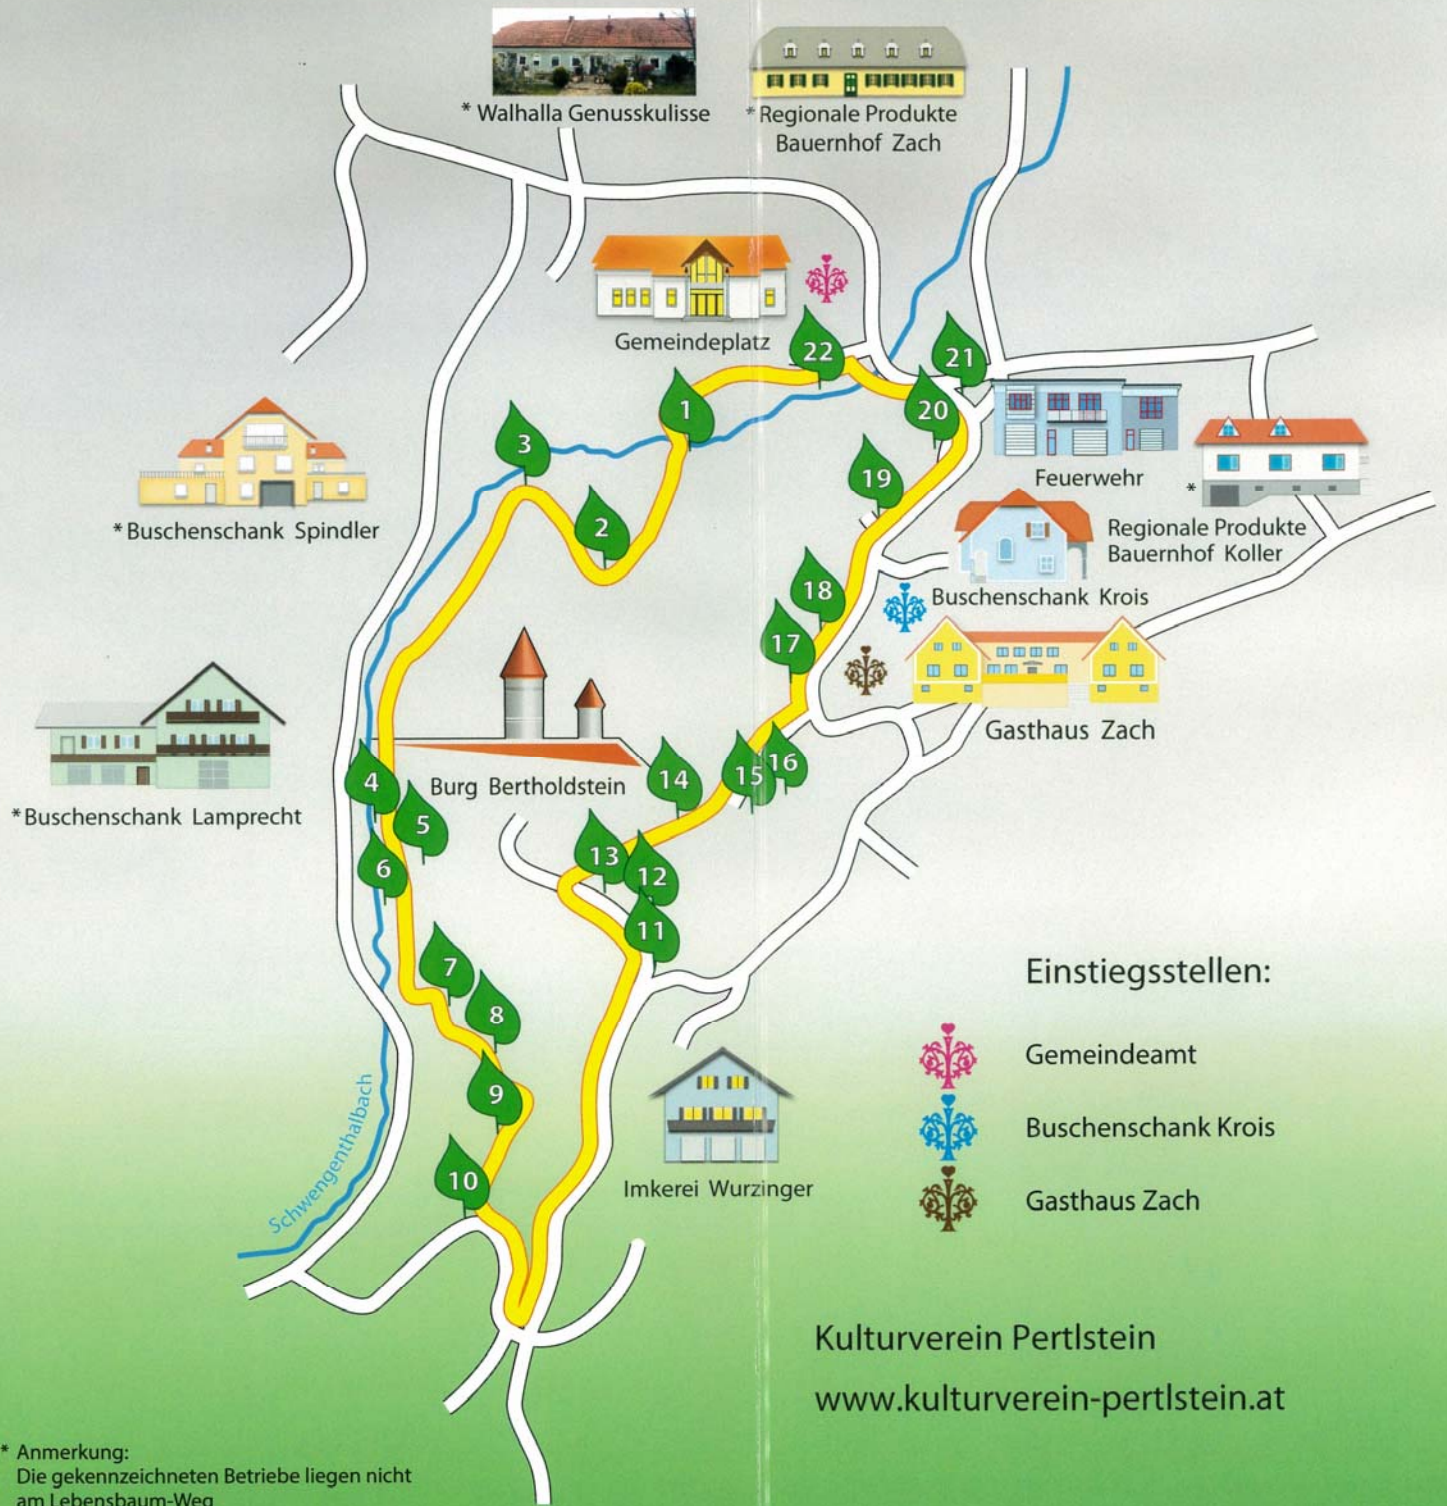 * Walhalla Genusskulisse
* Regionale Produkte
Bauernhof Zach
Gemeindeplatz
22
21
1
20
3
Feuerwehr
19
*
2
* Buschenschank Spindler
Regionale Produkte
Bauernhof Koller
18
Buschenschank Krois
17
Gasthaus Zach
4
Burg Bertholdstein
14
15
16
* Buschenschank Lamprecht
5
6
13
12
11
7
8
9
10
Einstiegsstellen:
Gemeindeamt
Buschenschank Krois
Gasthaus Zach
Schwengenthalbach
Imkerei Wurzinger
Kulturverein Pertlstein
www.kulturverein-pertlstein.at
* Anmerkung:
Die gekennzeichneten Betriebe liegen nicht
am Lebensbaum-Weg